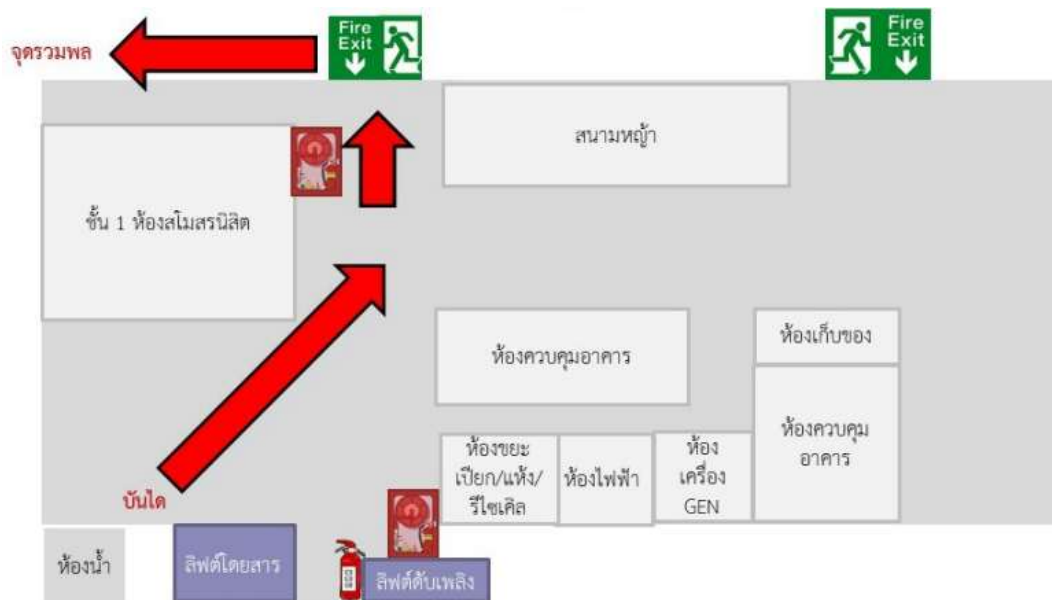 Fire
Exit
Fire
Exit
จุดรวมพล
สนามหญ้า
ชั้น 1 ห้องสโมสรนิสิต
ห้องเก็บของ
ห้องควบคุมอาคาร
ห้องควบคุม
อาคาร
ห้องขยะ
เปียก/แห้ง/
รีไซเคิล
ห้องไฟฟ้า
ห้อง
เครื่อง
GEN
บันได
ห้องน้ำ
ลิฟต์โดยสาร
ลิฟต์ดับเพลิง